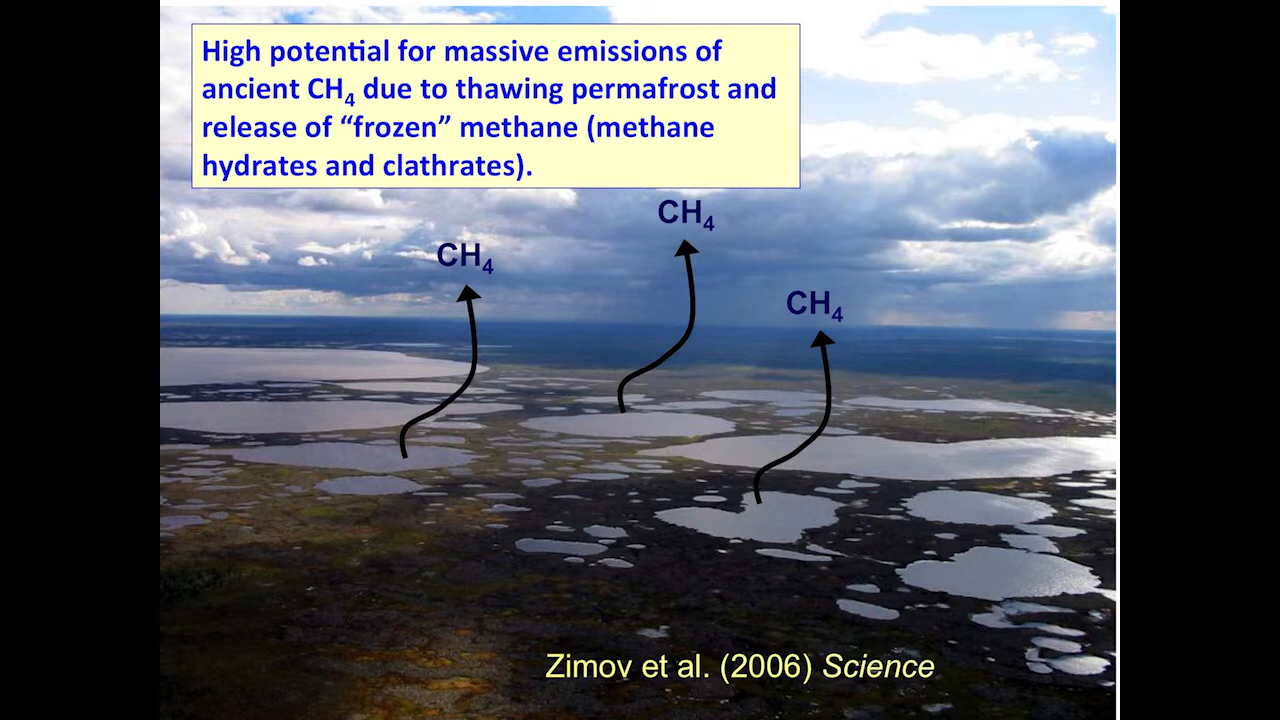 High potential for massive emissions of
ancient CH₄ due to thawing permafrost and
release of “frozen” methane (methane
hydrates and clathrates).
CH₄
CH₄
CH₄
Zimov et al. (2006) Science